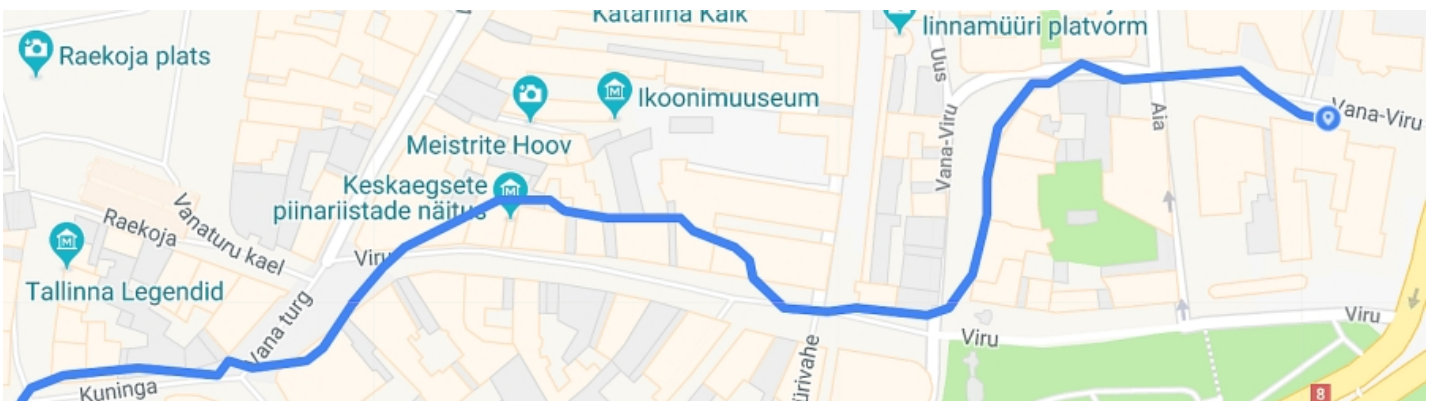 Katariina Käik
linnamüüri platvorm
Raekoja plats
Uus
Ikoonimuuseum
Vana-Viru
Aia
Meistrite Hoov
Vana-Viru
Keskaegsete
piinariistade näitus
Vanaturu kael
Raekoja
Viru
Tallinna Legendid
Vana turg
Viru
Viru
Kuninga
8